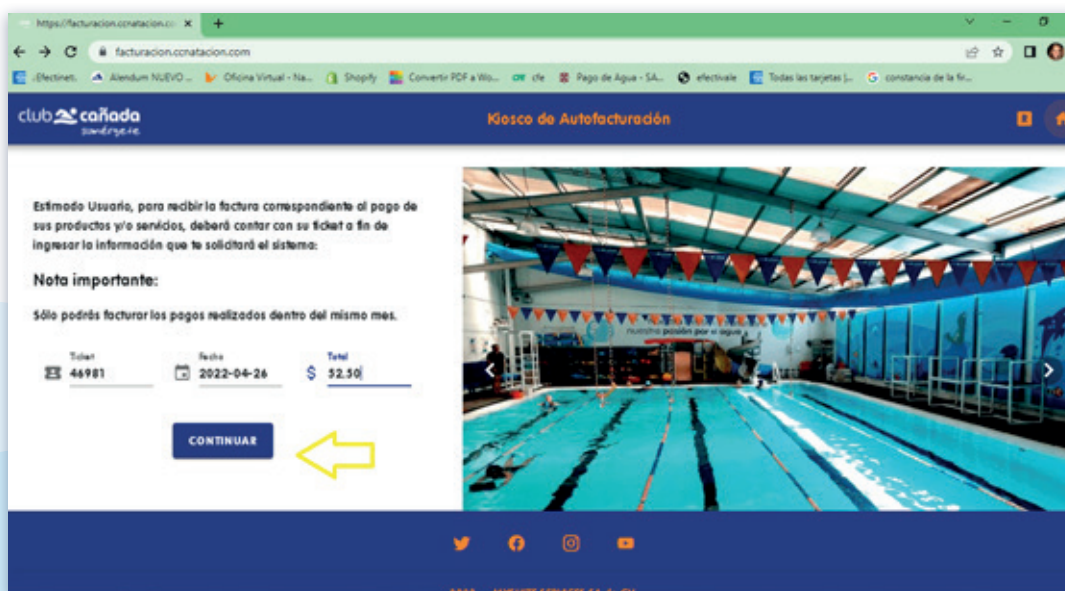 https://facturacion.ccnatacion.co
facturacion.ccnatacion.com
:Efectinet:
Alendum NUEVO ...
Oficina Virtual - Na...
Shopify
Convertir PDF a Wo...
cfe
Pago de Agua - SA...
efectivale
Todas las tarjetas |...
constancia de la fir...
club cañada
sumérgete
Kiosco de Autofacturación
Estimado Usuario, para recibir la factura correspondiente al pago de
sus productos y/o servicios, deberá contar con su ticket a fin de
ingresar la información que te solicitará el sistema:
Nota importante:
Sólo podrás facturar los pagos realizados dentro del mismo mes.
Ticket
46981
Fecha
2022-04-26
Total
$ 52.50
CONTINUAR
nuestra pasión por el agua